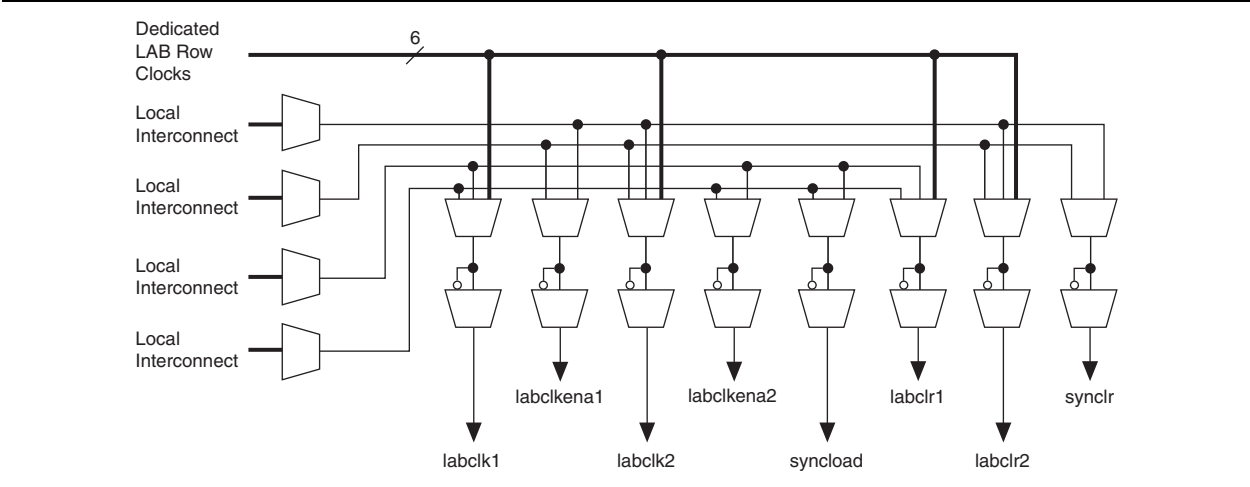 Dedicated
LAB Row
Clocks
6
Local
Interconnect
Local
Interconnect
Local
Interconnect
Local
Interconnect
labclkena1
labclkena2
labclr1
synclr
labclk1
labclk2
syncload
labclr2